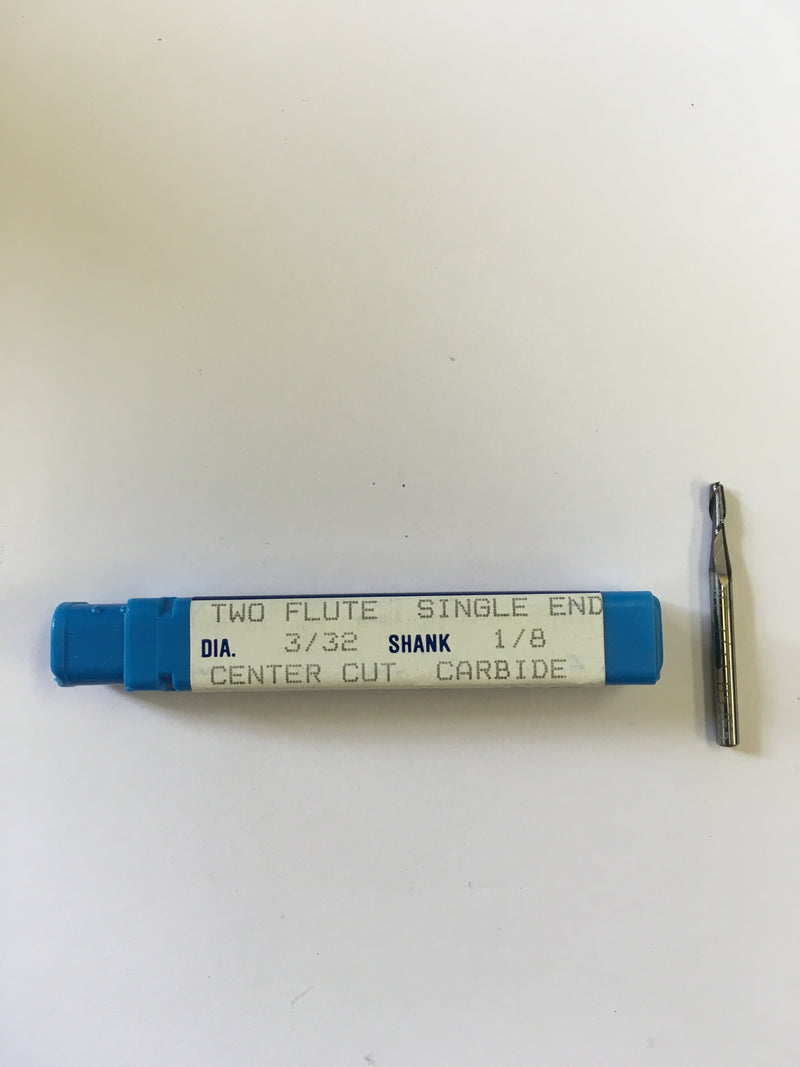 TWO FLUTE SINGLE END
DIA. 3/32 SHANK 1/8
CENTER CUT CARBIDE